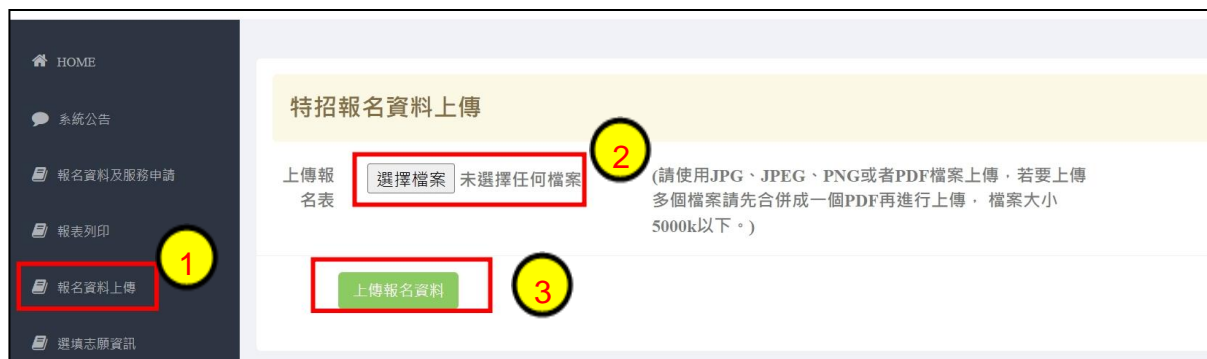 HOME
系統公告
報名資料及服務申請
報表列印
1
報名資料上傳
選填志願資訊
特招報名資料上傳
2
上傳報
名表
選擇檔案 未選擇任何檔案
(請使用JPG、JPEG、PNG或者PDF檔案上傳，若要上傳
多個檔案請先合併成一個PDF再進行上傳， 檔案大小
5000k以下。)
上傳報名資料
3